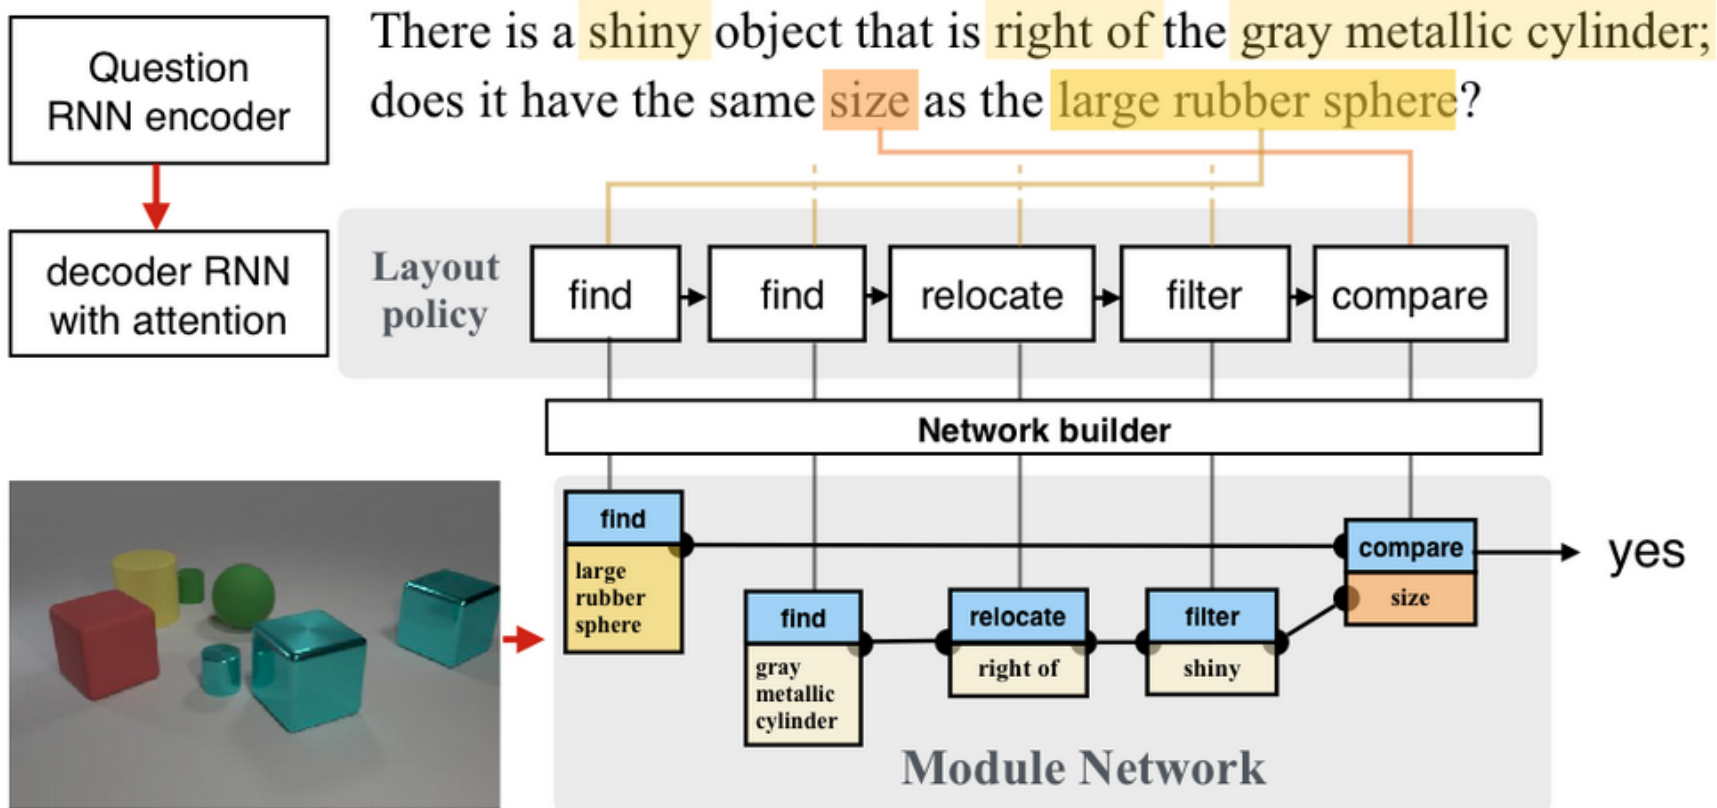 There is a shiny object that is right of the gray metallic cylinder;
does it have the same size as the large rubber sphere?
Question
RNN encoder
decoder RNN
with attention
Layout
policy
find
find
relocate
filter
compare
Network builder
find
large
rubber
sphere
find
gray
metallic
cylinder
relocate
right of
filter
shiny
compare
size
yes
Module Network